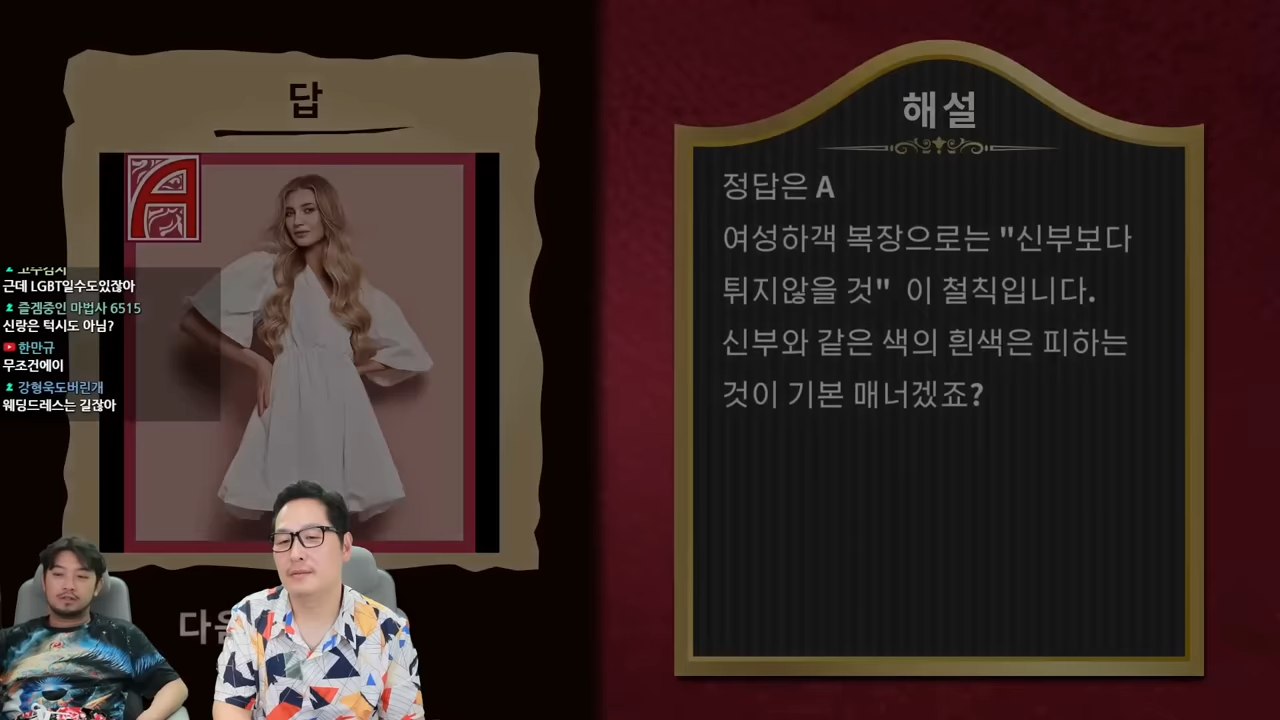 답
A
근데 LGBT일수도있잖아
즐겜중인 마법사 6515
신랑은 턱시도 아님?
한만규
무조건에이
강형욱도버린개
웨딩드레스는 길잖아
해설
정답은 A
여성하객 복장으로는 "신부보다
튀지않을 것" 이 철칙입니다.
신부와 같은 색의 흰색은 피하는
것이 기본 매너겠죠?